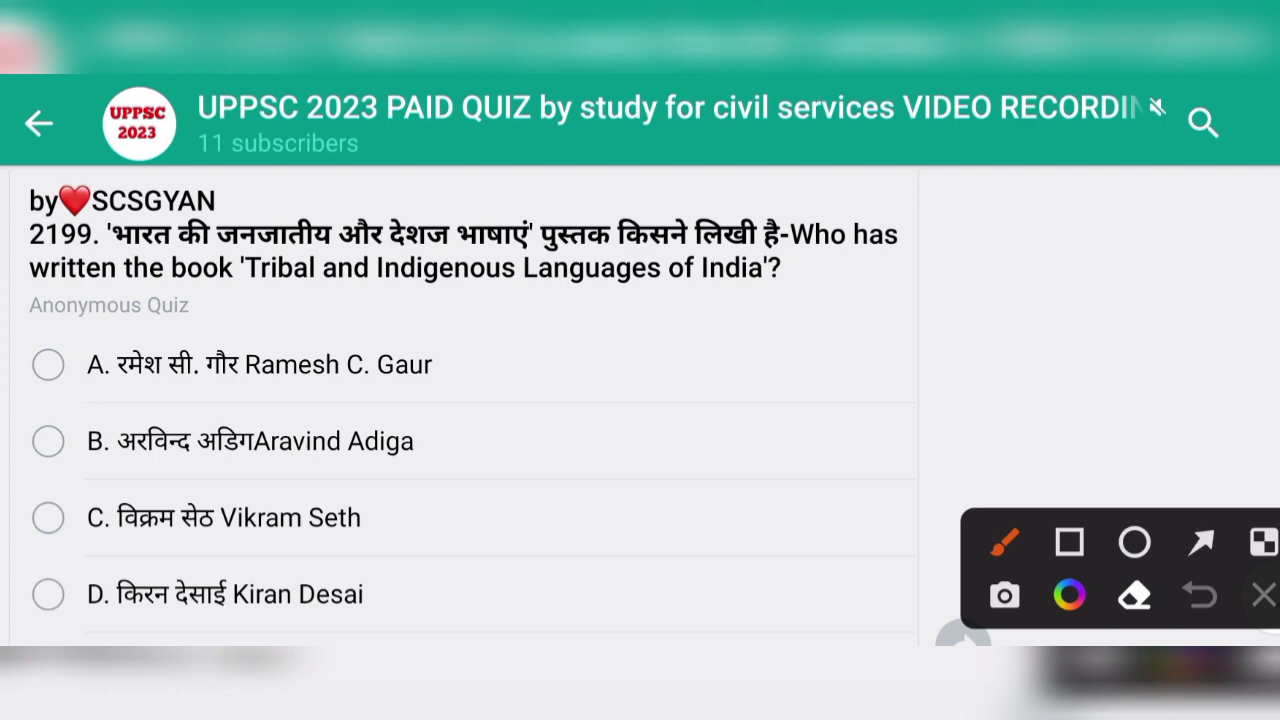 UPPSC
2023
UPPSC 2023 PAID QUIZ by study for civil services VIDEO RECORDIN
11 subscribers
by❤️SCSGYAN
2199. 'भारत की जनजातीय और देशज भाषाएं' पुस्तक किसने लिखी है-Who has
written the book 'Tribal and Indigenous Languages of India'?
Anonymous Quiz
A. रमेश सी. गौर Ramesh C. Gaur
B. अरविन्द अडिगAravind Adiga
C. विक्रम सेठ Vikram Seth
D. किरन देसाई Kiran Desai